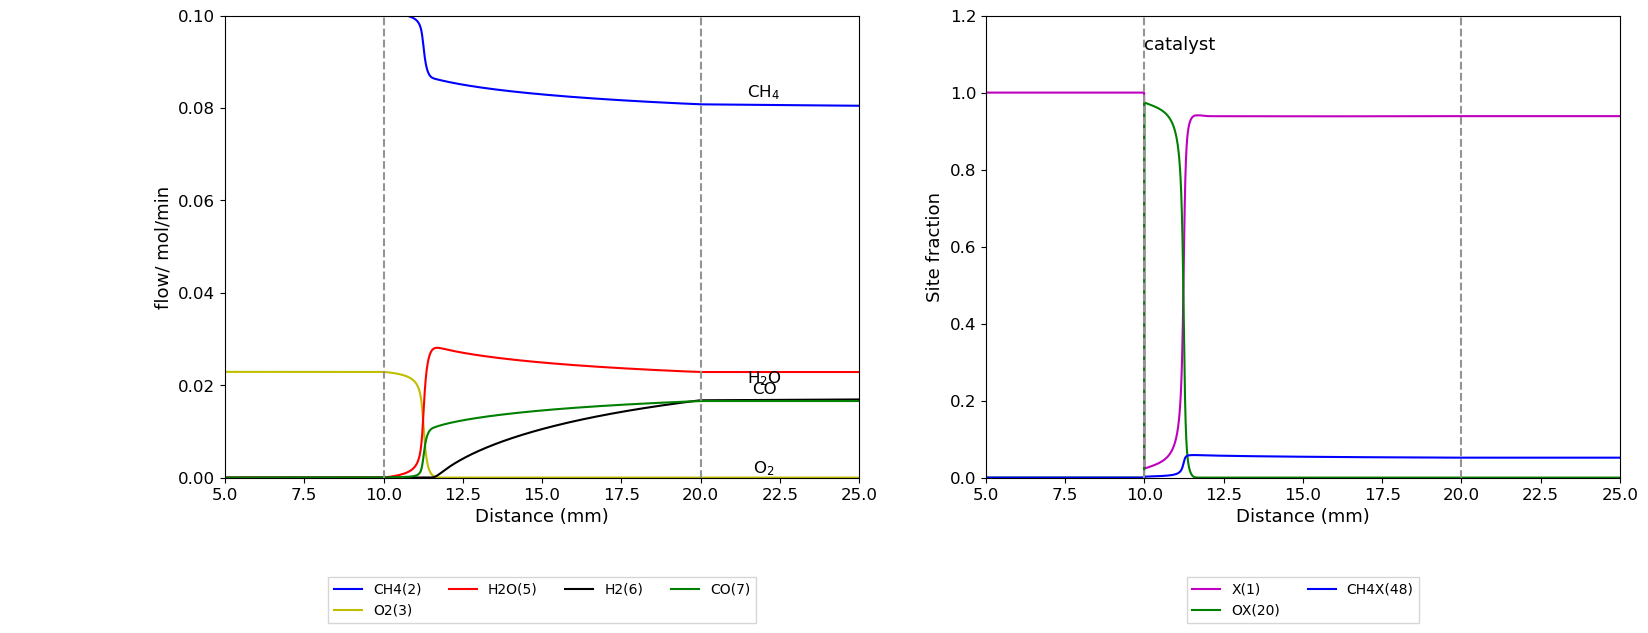 0.10
0.08
0.06
0.04
0.02
0.00
flow/ mol/min
CH₄
H₂O
CO
O₂
5.0 7.5 10.0 12.5 15.0 17.5 20.0 22.5 25.0
Distance (mm)
CH4(2) H2O(5) H2(6) CO(7)
O2(3)
1.2
1.0
0.8
0.6
0.4
0.2
0.0
Site fraction
catalyst
5.0 7.5 10.0 12.5 15.0 17.5 20.0 22.5 25.0
Distance (mm)
X(1) CH4X(48)
OX(20)